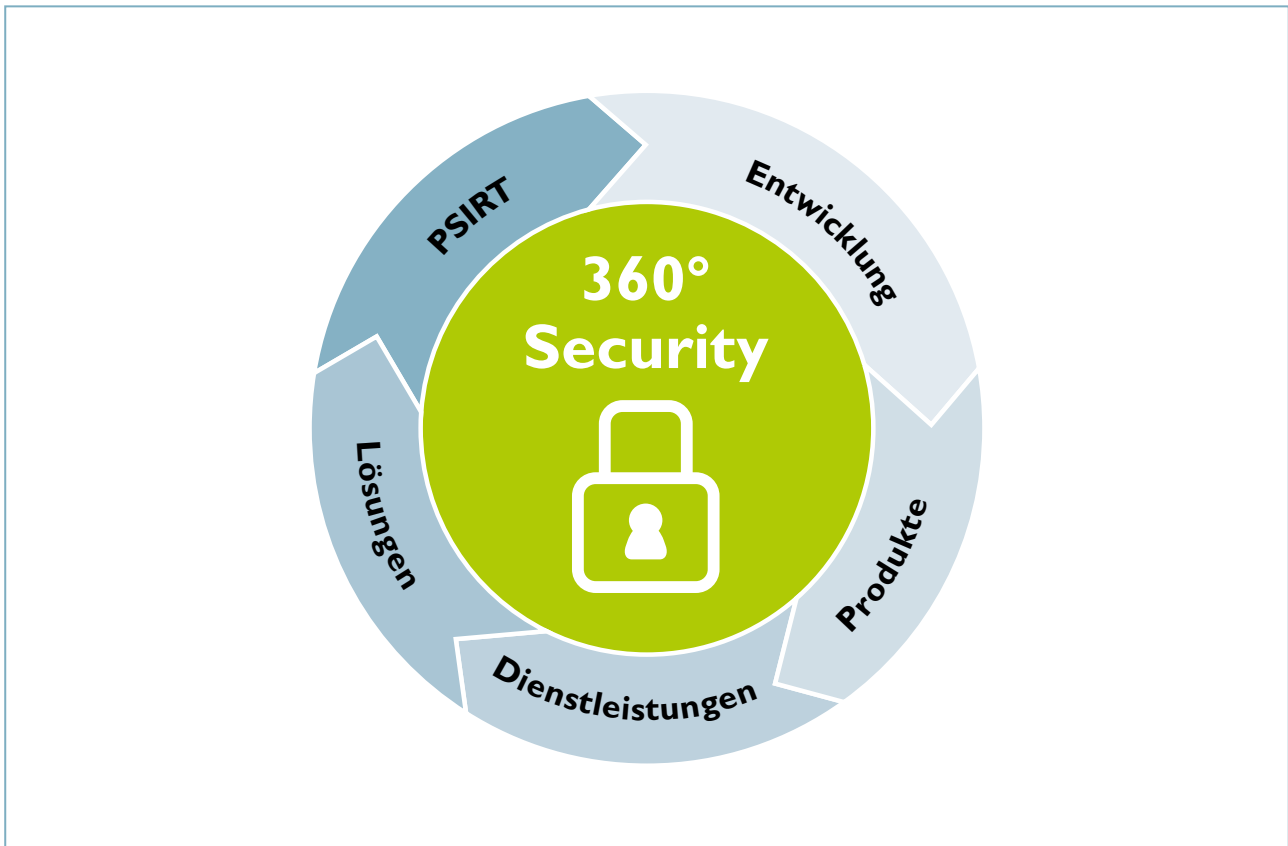 360°
Security
Entwicklung
Produkte
Dienstleistungen
Lösungen
PSIRT